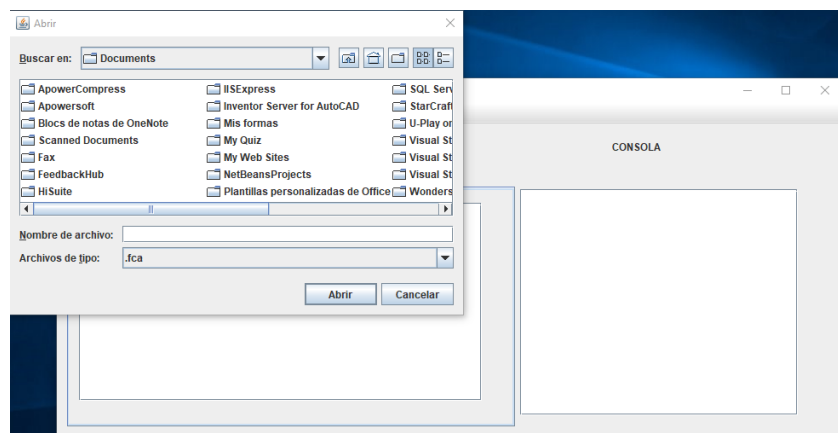 Abrir
Buscar en: Documents
ApowerCompress
Apowersoft
Blocs de notas de OneNote
Scanned Documents
Fax
FeedbackHub
HiSuite
IISExpress
Inventor Server for AutoCAD
Mis formas
My Quiz
My Web Sites
NetBeansProjects
Plantillas personalizadas de Office
SQL Serv
StarCraft
U-Play on
Visual St
Visual St
Visual St
Wonders
Nombre de archivo:
Archivos de tipo: .fca
Abrir Cancelar
CONSOLA